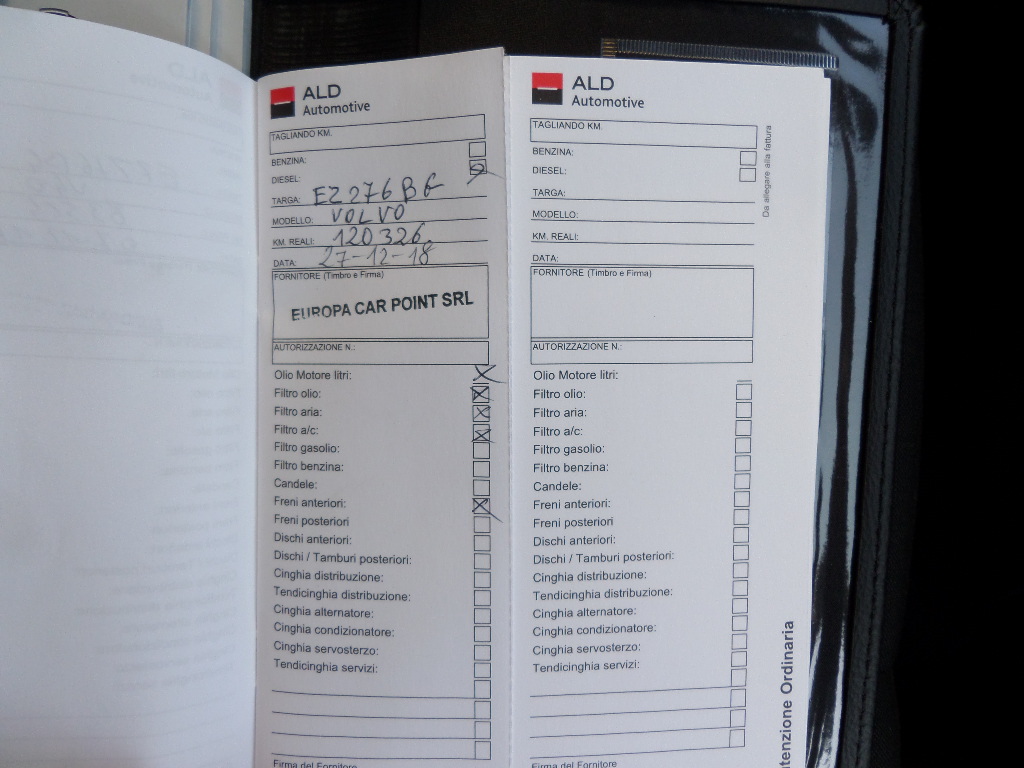 ALD
Automotive
TAGLIANDO KM.
BENZINA:
DIESEL:
TARGA: EZ276BG
MODELLO: VOLVO
KM. REALI: 120326
DATA: 27-12-18
FORNITORE (Timbro e Firma)
EUROPA CAR POINT SRL
AUTORIZZAZIONE N.:
Olio Motore litri: X
Filtro olio: X
Filtro aria: X
Filtro a/c: X
Filtro gasolio:
Filtro benzina:
Candele:
Freni anteriori: X
Freni posteriori
Dischi anteriori:
Dischi / Tamburi posteriori:
Cinghia distribuzione:
Tendicinghia distribuzione:
Cinghia alternatore:
Cinghia condizionatore:
Cinghia servosterzo:
Tendicinghia servizi:
Firma del Fornitore
ALD
Automotive
TAGLIANDO KM.
BENZINA:
DIESEL:
TARGA:
MODELLO:
KM. REALI:
DATA:
FORNITORE (Timbro e Firma)
AUTORIZZAZIONE N.:
Olio Motore litri:
Filtro olio:
Filtro aria:
Filtro a/c:
Filtro gasolio:
Filtro benzina:
Candele:
Freni anteriori:
Freni posteriori
Dischi anteriori:
Dischi / Tamburi posteriori:
Cinghia distribuzione:
Tendicinghia distribuzione:
Cinghia alternatore:
Cinghia condizionatore:
Cinghia servosterzo:
Tendicinghia servizi:
Firma del Fornitore
Da allegare alla fattura
tenzione Ordinaria